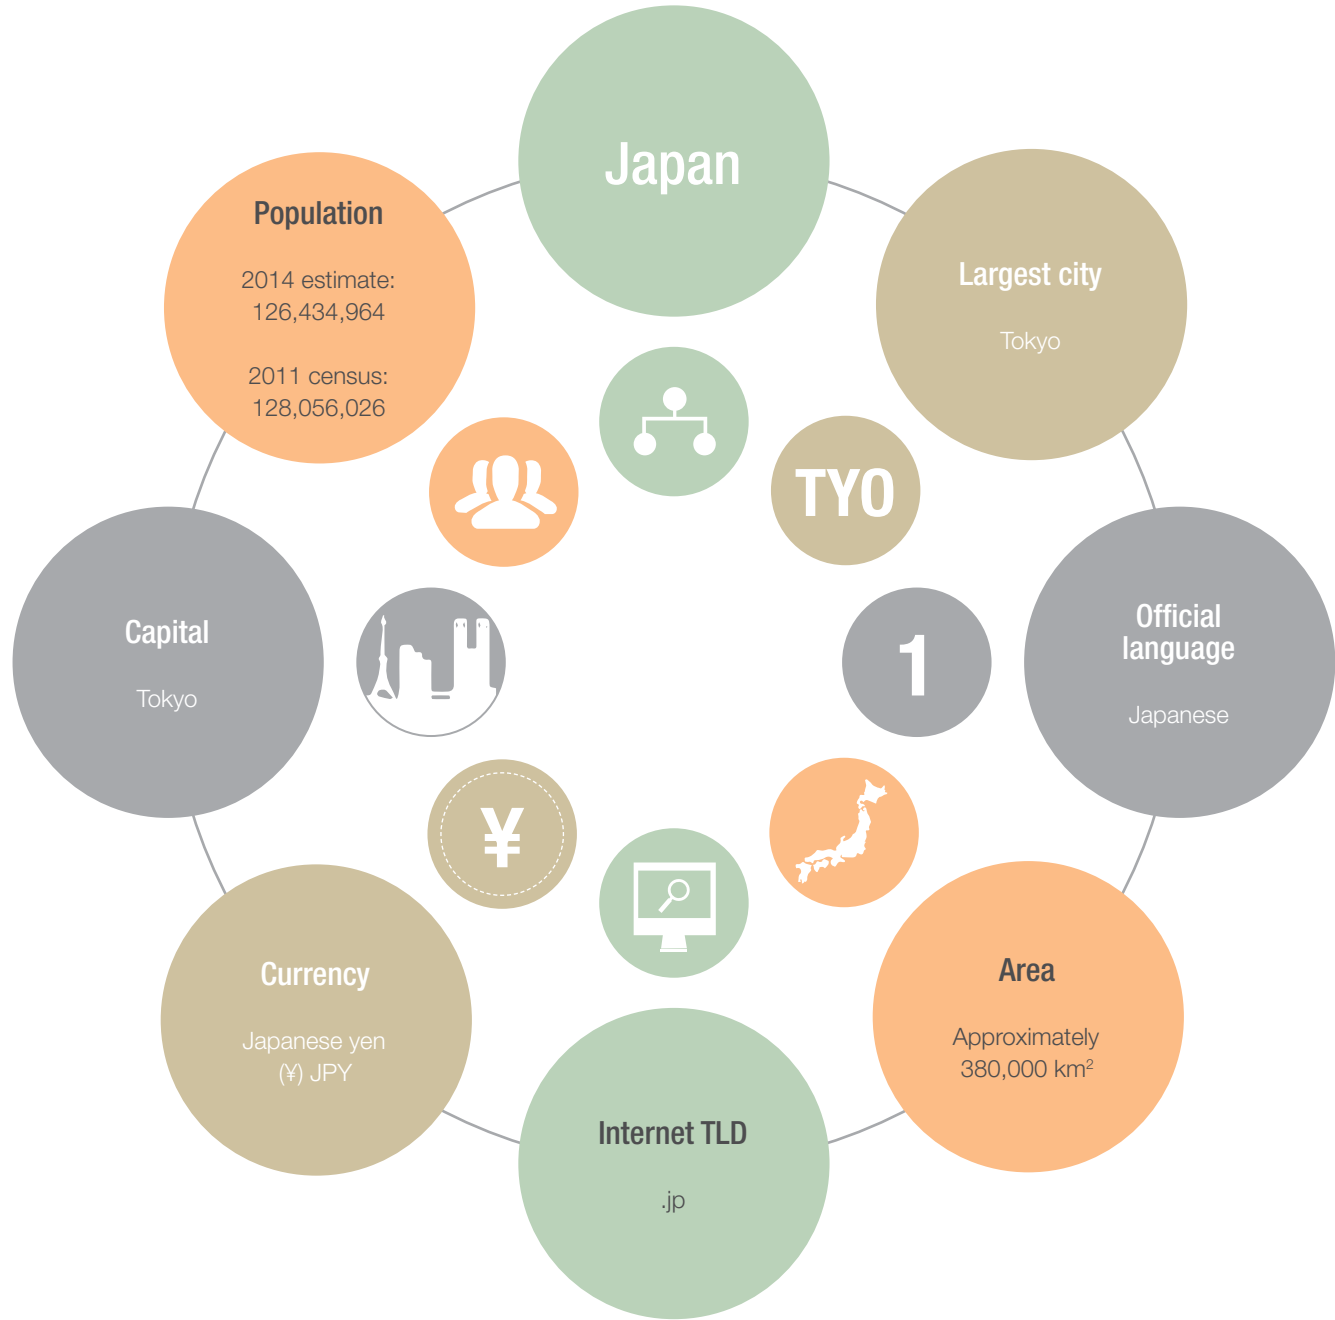 Japan
Largest city
Tokyo
TYO
Official
language
Japanese
1
Area
Approximately
380,000 km²
Internet TLD
.jp
Currency
Japanese yen
(¥) JPY
¥
Capital
Tokyo
Population
2014 estimate:
126,434,964
2011 census:
128,056,026